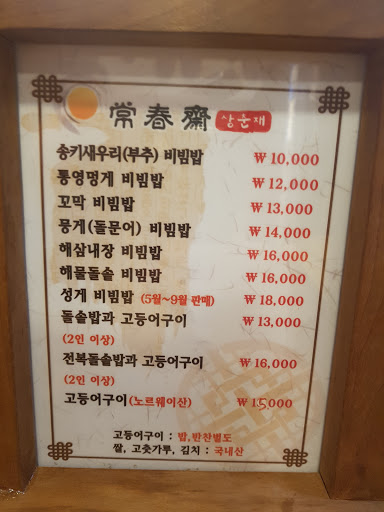 常春齋 상춘재
송키새우리(부추) 비빔밥 ₩ 10,000
통영멍게 비빔밥 ₩ 12,000
꼬막 비빔밥 ₩ 13,000
뭉게(돌문어) 비빔밥 ₩ 14,000
해삼내장 비빔밥 ₩ 16,000
해물돌솥 비빔밥 ₩ 16,000
성게 비빔밥 (5월~9월 판매) ₩ 18,000
돌솥밥과 고등어구이 ₩ 13,000
(2인 이상)
전복돌솥밥과 고등어구이 ₩ 16,000
(2인 이상)
고등어구이(노르웨이산) ₩ 15,000
고등어구이 : 밥,반찬별도
쌀, 고춧가루, 김치 : 국내산